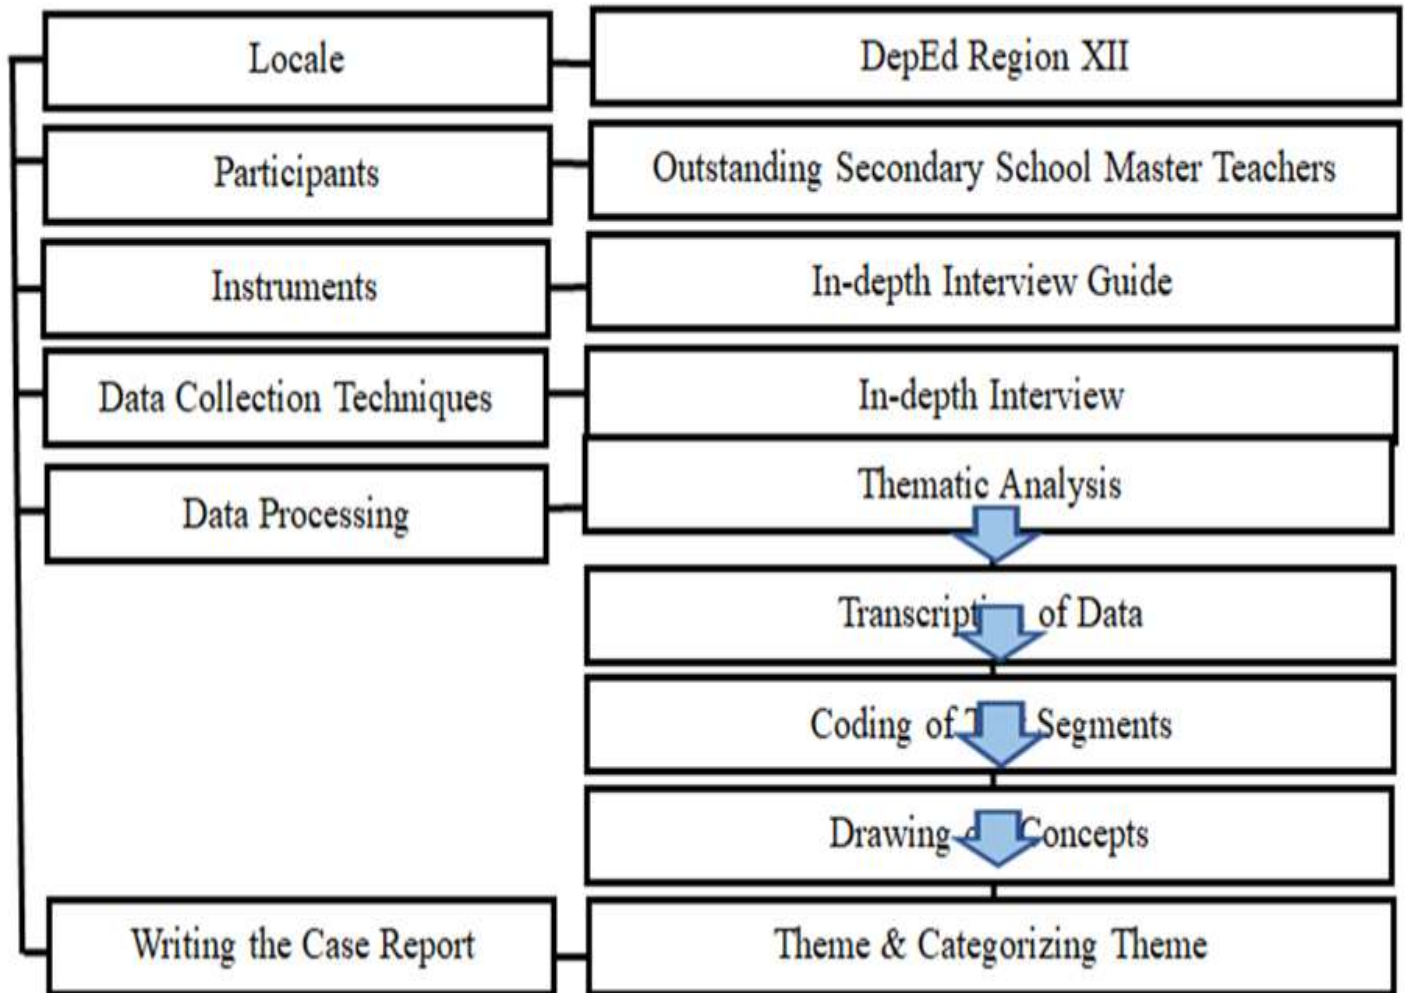 Locale
DepEd Region XII
Participants
Outstanding Secondary School Master Teachers
Instruments
In-depth Interview Guide
Data Collection Techniques
In-depth Interview
Data Processing
Thematic Analysis
of Data
Coding of Segments
Drawing
Writing the Case Report
Theme & Categorizing Theme